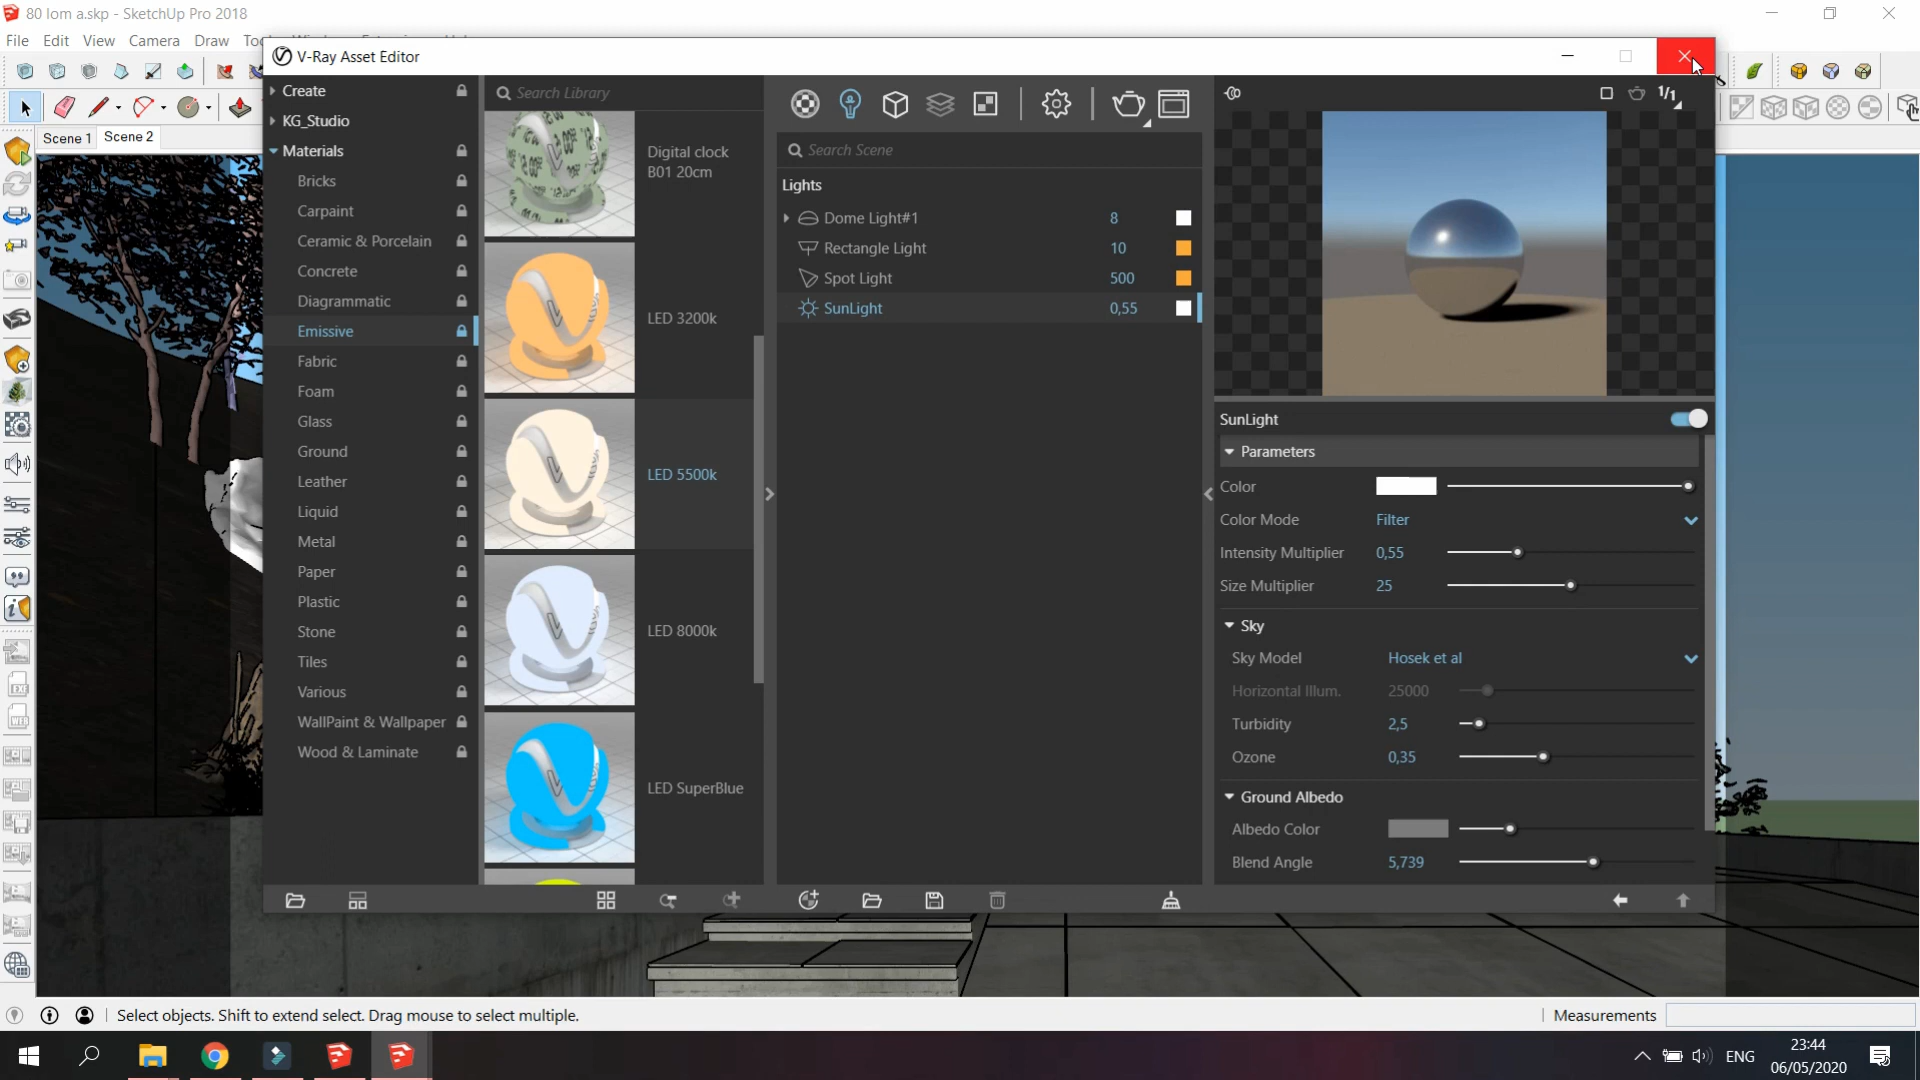 80 lom a.skp - SketchUp Pro 2018
File Edit View Camera Draw
V-Ray Asset Editor
Scene 1 Scene 2
Create
KG_Studio
Materials
Bricks
Carpaint
Ceramic & Porcelain
Concrete
Diagrammatic
Emissive
Fabric
Foam
Glass
Ground
Leather
Liquid
Metal
Paper
Plastic
Stone
Tiles
Various
WallPaint & Wallpaper
Wood & Laminate
Search Library
Digital clock
B01 20cm
LED 3200k
LED 5500k
LED 8000k
LED SuperBlue
Search Scene
Lights
Dome Light#1 8
Rectangle Light 10
Spot Light 500
SunLight 0,55
1/1
SunLight
Parameters
Color
Color Mode Filter
Intensity Multiplier 0,55
Size Multiplier 25
Sky
Sky Model Hosek et al
Horizontal Illum. 25000
Turbidity 2,5
Ozone 0,35
Ground Albedo
Albedo Color
Blend Angle 5,739
Select objects. Shift to extend select. Drag mouse to select multiple.
Measurements
ENG
23:44
06/05/2020